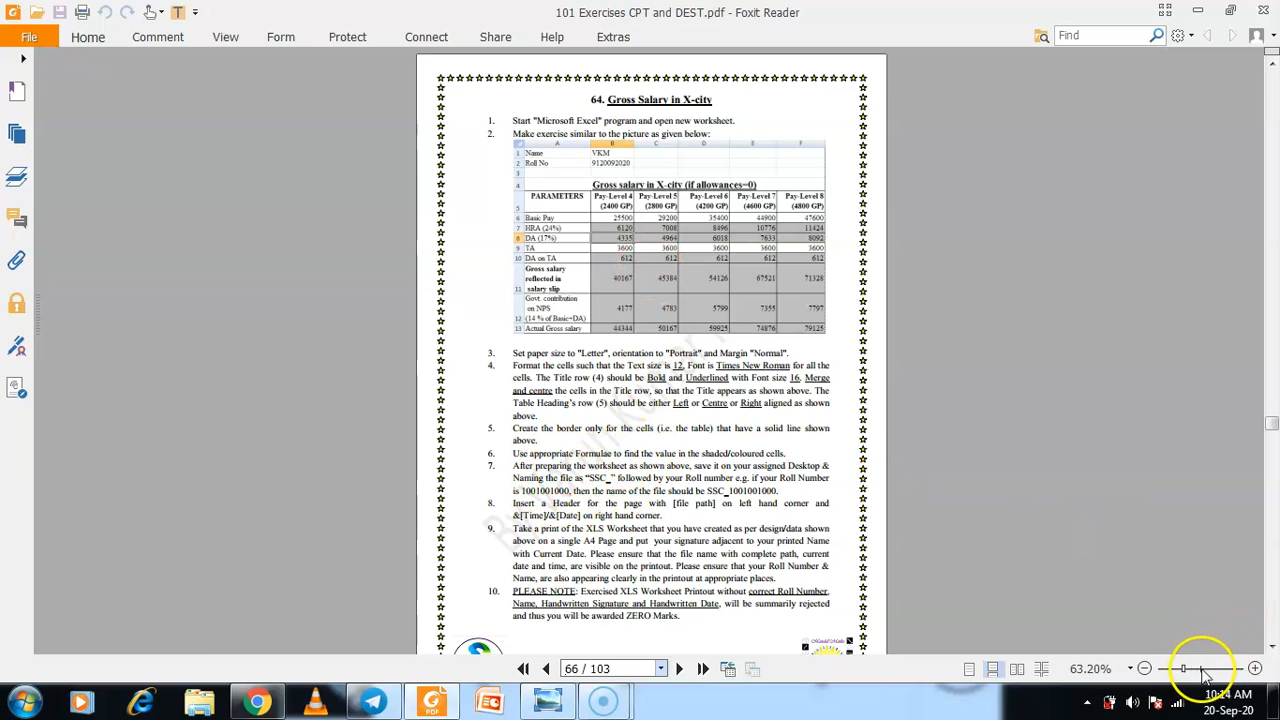 101 Exercises CPT and DEST.pdf - Foxit Reader
File Home Comment View Form Protect Connect Share Help Extras
Find
64. Gross Salary in X-city
1. Start "Microsoft Excel" program and open new worksheet.
2. Make exercise similar to the picture as given below:
A B C D E F
1 Name VKM
2 Roll No 9120092020
3
4 Gross salary in X-city (if allowances=0)
PARAMETERS Pay-Level 4 Pay-Level 5 Pay-Level 6 Pay-Level 7 Pay-Level 8
5 (2400 GP) (2800 GP) (4200 GP) (4600 GP) (4800 GP)
6 Basic Pay 25500 29200 35400 44900 47600
7 HRA (24%) 6120 7008 8496 10776 11424
8 DA (17%) 4335 4964 6018 7633 8092
9 TA 3600 3600 3600 3600 3600
10 DA on TA 612 612 612 612 612
Gross salary
reflected in 40167 45384 54126 67521 71328
11 salary slip
Govt. contribution
on NPS 4177 4783 5799 7355 7797
12 (14 % of Basic+DA)
13 Actual Gross salary 44344 50167 59925 74876 79125
3. Set paper size to "Letter", orientation to "Portrait" and Margin "Normal".
4. Format the cells such that the Text size is 12, Font is Times New Roman for all the
cells. The Title row (4) should be Bold and Underlined with Font size 16. Merge
and centre the cells in the Title row, so that the Title appears as shown above. The
Table Heading's row (5) should be either Left or Centre or Right aligned as shown
above.
5. Create the border only for the cells (i.e. the table) that have a solid line shown
above.
6. Use appropriate Formulae to find the value in the shaded/coloured cells.
7. After preparing the worksheet as shown above, save it on your assigned Desktop &
Naming the file as “SSC_” followed by your Roll number e.g. if your Roll Number
is 1001001000, then the name of the file should be SSC_1001001000.
8. Insert a Header for the page with [file path] on left hand corner and
&[Time]/&[Date] on right hand corner.
9. Take a print of the XLS Worksheet that you have created as per design/data shown
above on a single A4 Page and put your signature adjacent to your printed Name
with Current Date. Please ensure that the file name with complete path, current
date and time, are visible on the printout. Please ensure that your Roll Number &
Name, are also appearing clearly in the printout at appropriate places.
10. PLEASE NOTE: Exercised XLS Worksheet Printout without correct Roll Number,
Name, Handwritten Signature and Handwritten Date, will be summarily rejected
and thus you will be awarded ZERO Marks.
66 / 103
63.20%
10:14 AM
20-Sep-20